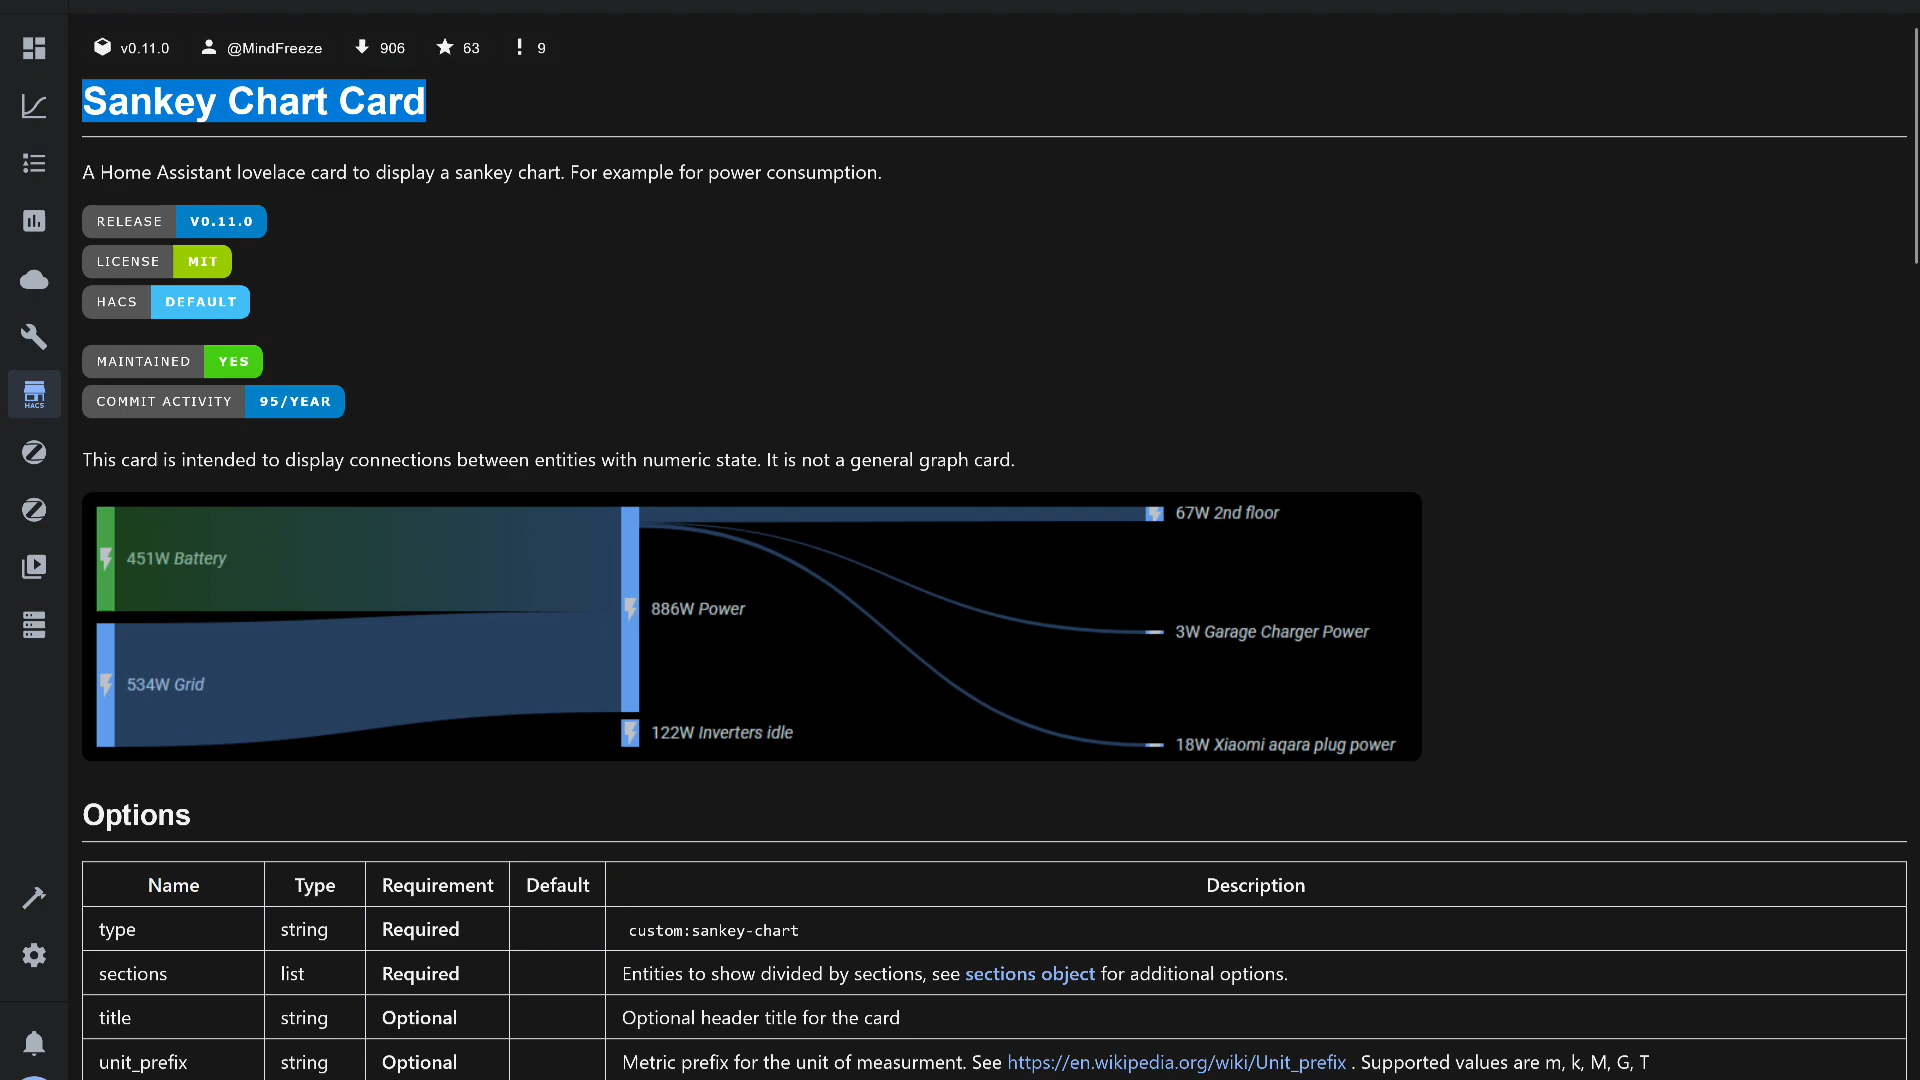 v0.11.0 @MindFreeze 906 63 9
Sankey Chart Card
A Home Assistant lovelace card to display a sankey chart. For example for power consumption.
RELEASE V0.11.0
LICENSE MIT
HACS DEFAULT
MAINTAINED YES
COMMIT ACTIVITY 95/YEAR
HACS
This card is intended to display connections between entities with numeric state. It is not a general graph card.
67W 2nd floor
451W Battery
886W Power
3W Garage Charger Power
534W Grid
122W Inverters idle
18W Xiaomi aqara plug power
Options
Name Type Requirement Default Description
type string Required custom:sankey-chart
sections list Required Entities to show divided by sections, see sections object for additional options.
title string Optional Optional header title for the card
unit_prefix string Optional Metric prefix for the unit of measurment. See https://en.wikipedia.org/wiki/Unit_prefix . Supported values are m, k, M, G, T